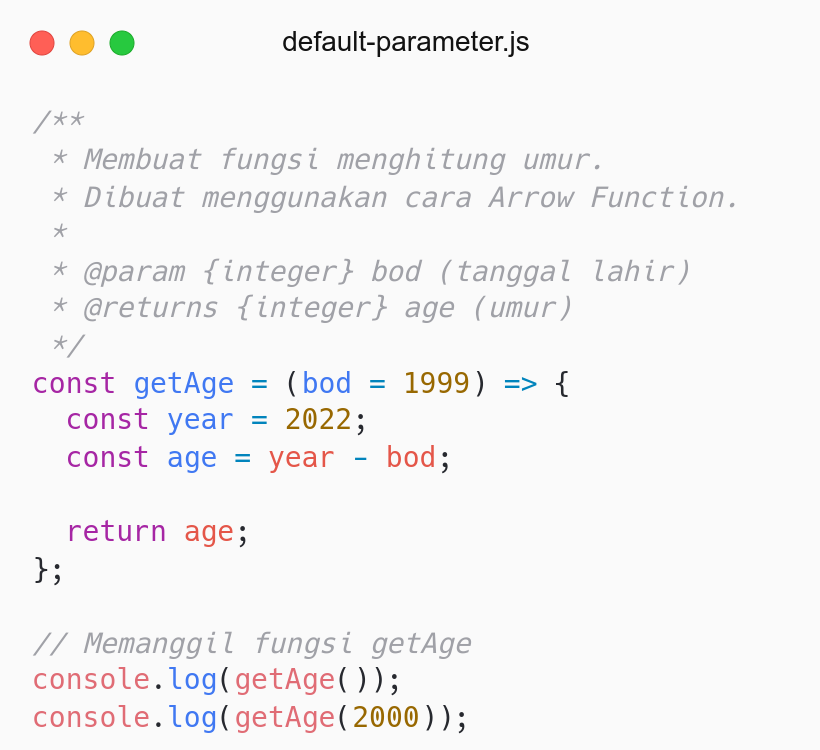 default-parameter.js
/**
 * Membuat fungsi menghitung umur.
 * Dibuat menggunakan cara Arrow Function.
 *
 * @param {integer} bod (tanggal lahir)
 * @returns {integer} age (umur)
 */
const getAge = (bod = 1999) => {
  const year = 2022;
  const age = year - bod;

  return age;
};

// Memanggil fungsi getAge
console.log(getAge());
console.log(getAge(2000));